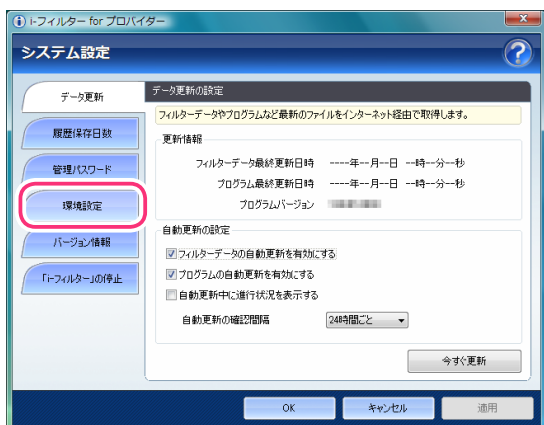 i-フィルター for プロバイダー
システム設定
データ更新
履歴保存日数
管理パスワード
環境設定
バージョン情報
「i-フィルター」の停止
データ更新の設定
フィルターデータやプログラムなど最新のファイルをインターネット経由で取得します。
更新情報
フィルターデータ最終更新日時 ----年--月--日 --時--分--秒
プログラム最終更新日時 ----年--月--日 --時--分--秒
プログラムバージョン
自動更新の設定
フィルターデータの自動更新を有効にする
プログラムの自動更新を有効にする
自動更新中に進行状況を表示する
自動更新の確認間隔 24時間ごと
今すぐ更新
OK キャンセル 適用